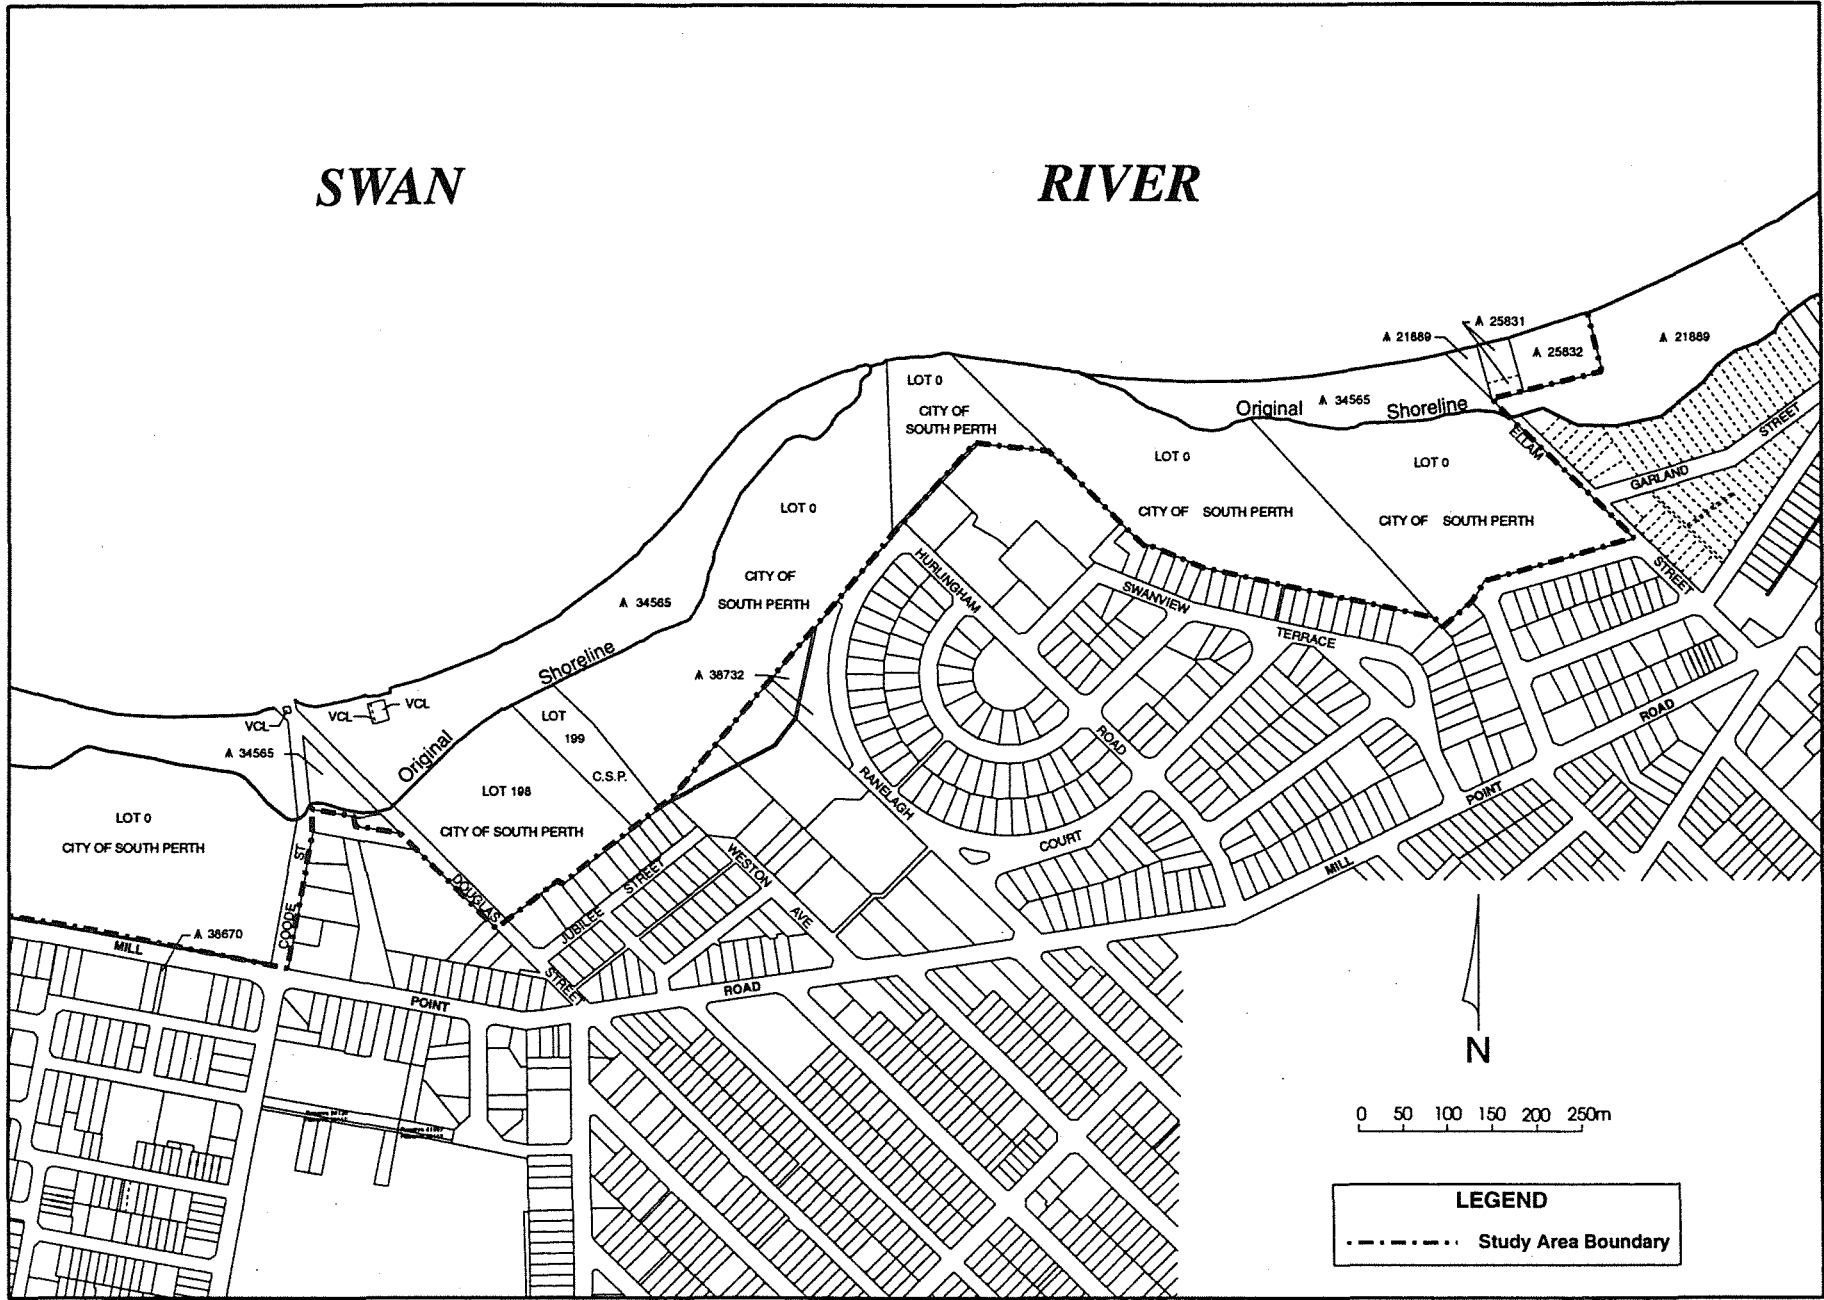 SWAN RIVER
A 25831
A 21889
A 25832
A 21889
LOT 0
CITY OF
SOUTH PERTH
Original
A 34565
Shoreline
ELLAM
STREET
GARLAND
STREET
LOT 0
CITY OF SOUTH PERTH
LOT 0
CITY OF SOUTH PERTH
LOT 0
CITY OF
SOUTH PERTH
A 34565
HURLINGHAM
ROAD
SWANVIEW
TERRACE
Shoreline
Original
A 38732
VCL
VCL
VCL
A 34565
LOT
199
C.S.P.
LOT 198
CITY OF SOUTH PERTH
LOT 0
CITY OF SOUTH PERTH
RANELAGH
COURT
MILL
POINT
ROAD
COODE
ST
DOUGLAS
STREET
JUBILEE
STREET
WESTON
AVE
A 38670
MILL
POINT
ROAD
N
0 50 100 150 200 250m
LEGEND
Study Area Boundary